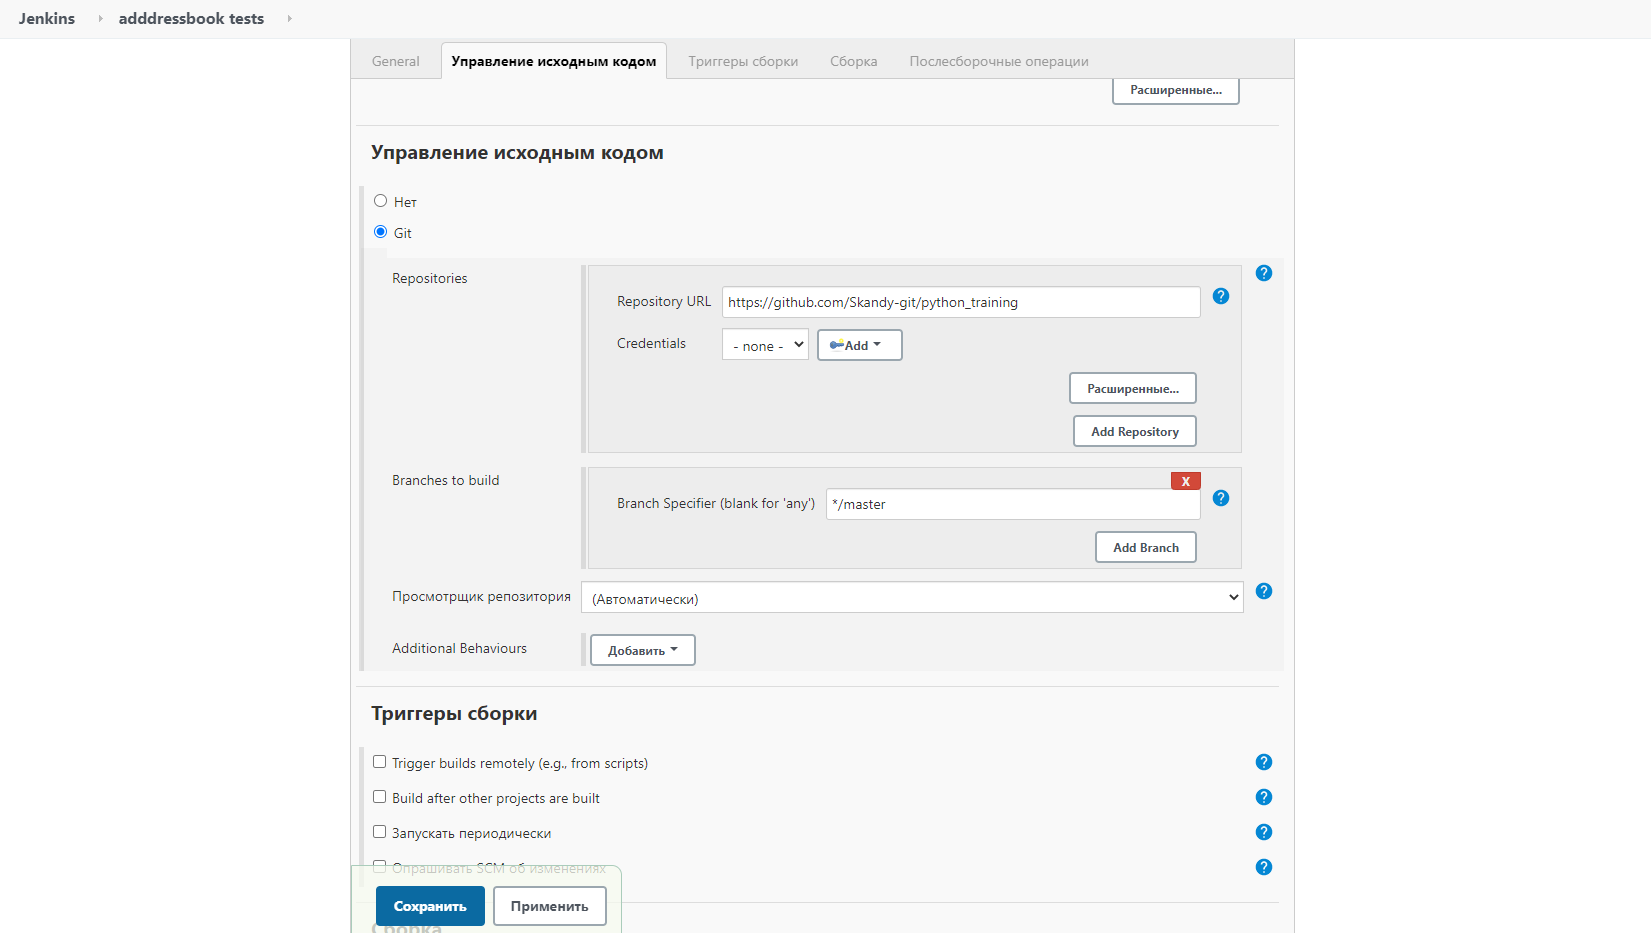 Jenkins adddressbook tests
General Управление исходным кодом Триггеры сборки Сборка Послесборочные операции
Расширенные...
Управление исходным кодом
Нет
Git
Repositories
?
Repository URL https://github.com/Skandy-git/python_training ?
Credentials - none - Add
Расширенные...
Add Repository
Branches to build
X
Branch Specifier (blank for 'any') */master ?
Add Branch
Просмотрщик репозитория (Автоматически) ?
Additional Behaviours Добавить
Триггеры сборки
Trigger builds remotely (e.g., from scripts) ?
Build after other projects are built ?
Запускать периодически ?
Опрашивать SCM об изменениях ?
Сохранить Применить
Сборка